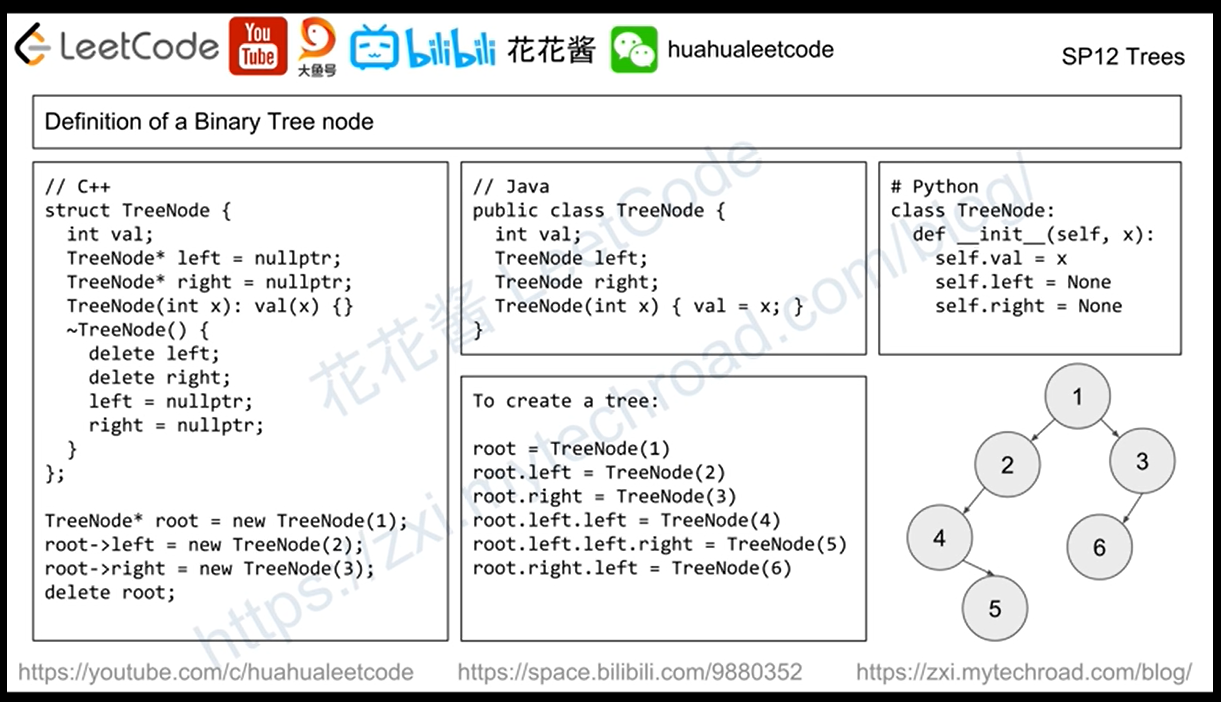 LeetCode You Tube 大鱼号 bilibili 花花酱 huahualeetcode
SP12 Trees
Definition of a Binary Tree node
// C++
struct TreeNode {
  int val;
  TreeNode* left = nullptr;
  TreeNode* right = nullptr;
  TreeNode(int x): val(x) {}
  ~TreeNode() {
    delete left;
    delete right;
    left = nullptr;
    right = nullptr;
  }
};
TreeNode* root = new TreeNode(1);
root->left = new TreeNode(2);
root->right = new TreeNode(3);
delete root;
// Java
public class TreeNode {
  int val;
  TreeNode left;
  TreeNode right;
  TreeNode(int x) { val = x; }
}
# Python
class TreeNode:
  def __init__(self, x):
    self.val = x
    self.left = None
    self.right = None
To create a tree:
root = TreeNode(1)
root.left = TreeNode(2)
root.right = TreeNode(3)
root.left.left = TreeNode(4)
root.left.left.right = TreeNode(5)
root.right.left = TreeNode(6)
1
2
3
4
6
5
花花酱 LeetCode
https://zxi.mytechroad.com/blog/
https://youtube.com/c/huahualeetcode
https://space.bilibili.com/9880352
https://zxi.mytechroad.com/blog/